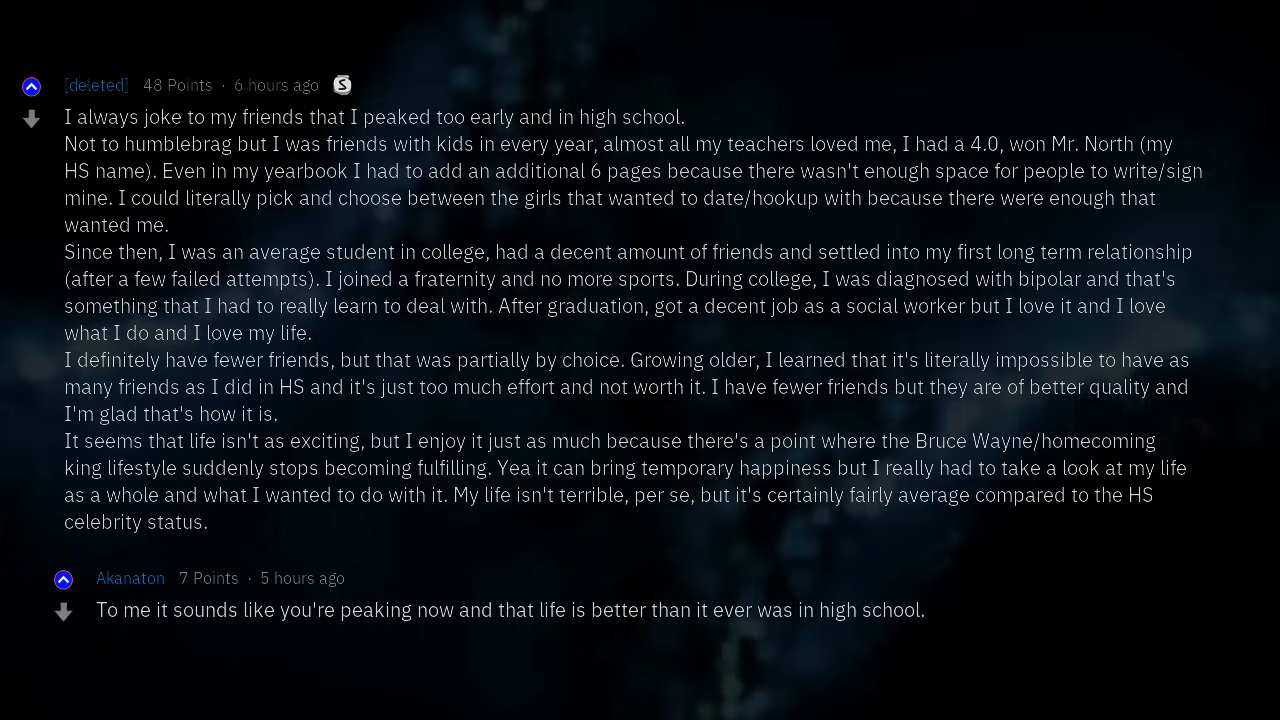 [deleted] 48 Points · 6 hours ago S
I always joke to my friends that I peaked too early and in high school.
Not to humblebrag but I was friends with kids in every year, almost all my teachers loved me, I had a 4.0, won Mr. North (my
HS name). Even in my yearbook I had to add an additional 6 pages because there wasn't enough space for people to write/sign
mine. I could literally pick and choose between the girls that wanted to date/hookup with because there were enough that
wanted me.
Since then, I was an average student in college, had a decent amount of friends and settled into my first long term relationship
(after a few failed attempts). I joined a fraternity and no more sports. During college, I was diagnosed with bipolar and that's
something that I had to really learn to deal with. After graduation, got a decent job as a social worker but I love it and I love
what I do and I love my life.
I definitely have fewer friends, but that was partially by choice. Growing older, I learned that it's literally impossible to have as
many friends as I did in HS and it's just too much effort and not worth it. I have fewer friends but they are of better quality and
I'm glad that's how it is.
It seems that life isn't as exciting, but I enjoy it just as much because there's a point where the Bruce Wayne/homecoming
king lifestyle suddenly stops becoming fulfilling. Yea it can bring temporary happiness but I really had to take a look at my life
as a whole and what I wanted to do with it. My life isn't terrible, per se, but it's certainly fairly average compared to the HS
celebrity status.
Akanaton 7 Points · 5 hours ago
To me it sounds like you're peaking now and that life is better than it ever was in high school.